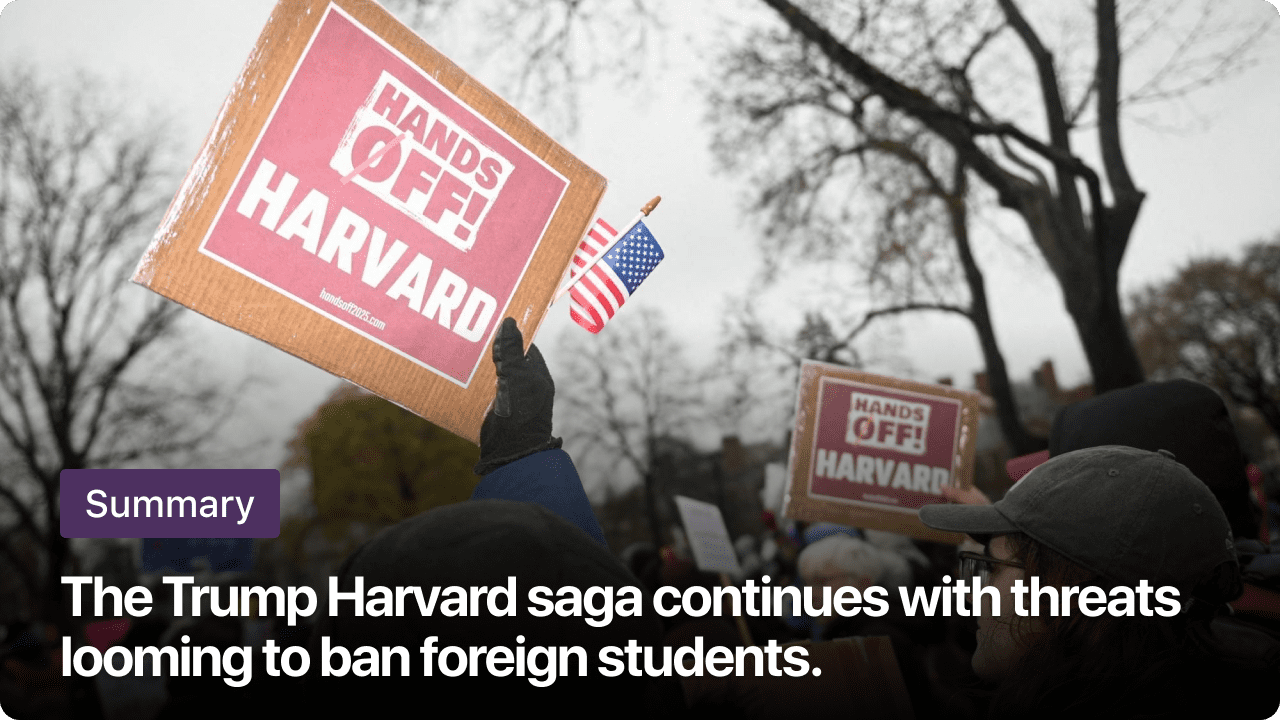 HANDS
OFF!
HARVARD
handsoff2025.com
HANDS
OFF!
HARVARD
Summary
The Trump Harvard saga continues with threats
looming to ban foreign students.